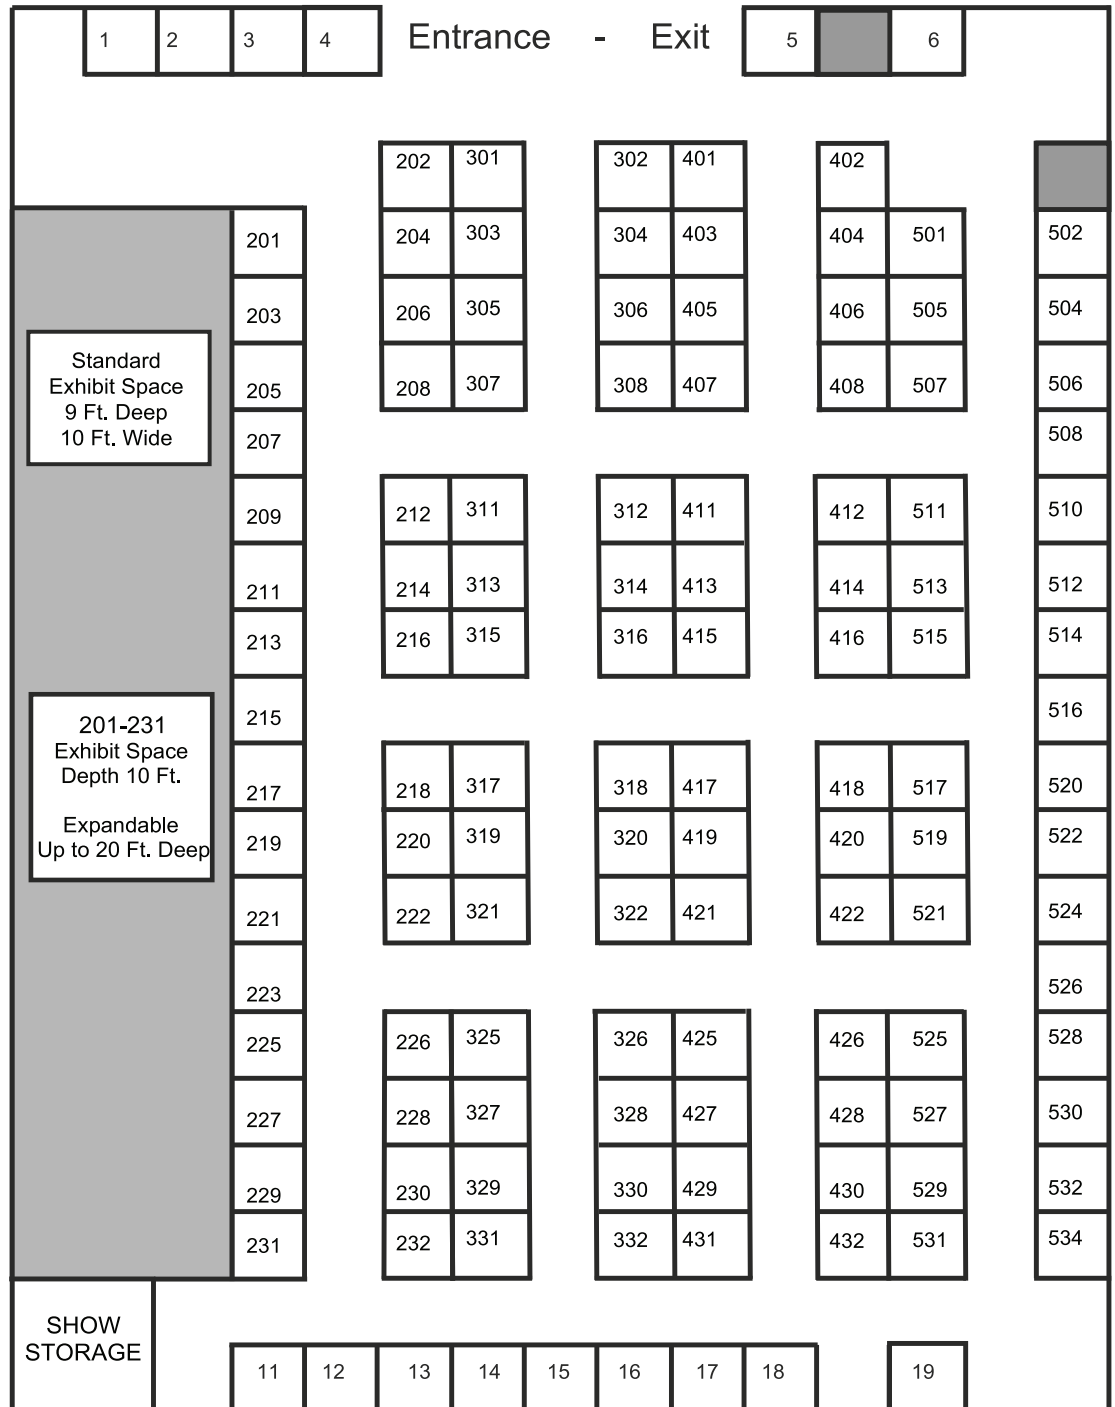 1 2 3 4 Entrance - Exit 5 6
202 301 302 401 402
201 204 303 304 403 404 501 502
203 206 305 306 405 406 505 504
Standard
Exhibit Space
9 Ft. Deep
10 Ft. Wide
205 208 307 308 407 408 507 506
207 508
209 212 311 312 411 412 511 510
211 214 313 314 413 414 513 512
213 216 315 316 415 416 515 514
215 516
201-231
Exhibit Space
Depth 10 Ft.
Expandable
Up to 20 Ft. Deep
217 218 317 318 417 418 517 520
219 220 319 320 419 420 519 522
221 222 321 322 421 422 521 524
223 526
225 226 325 326 425 426 525 528
227 228 327 328 427 428 527 530
229 230 329 330 429 430 529 532
231 232 331 332 431 432 531 534
SHOW
STORAGE
11 12 13 14 15 16 17 18 19